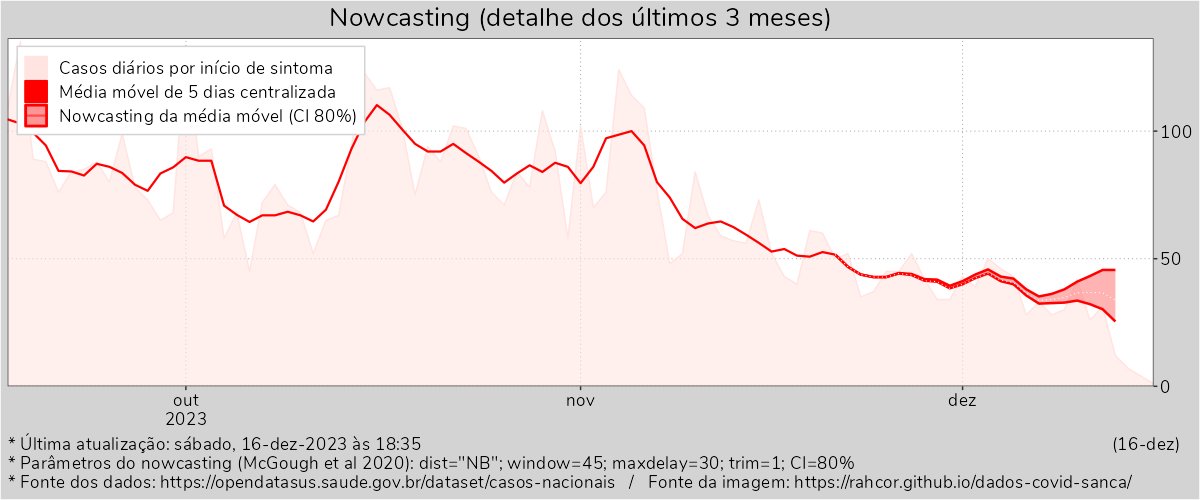 Nowcasting (detalhe dos últimos 3 meses)
Casos diários por início de sintoma
Média móvel de 5 dias centralizada
Nowcasting da média móvel (CI 80%)
100
50
0
out
2023
nov
dez
* Última atualização: sábado, 16-dez-2023 às 18:35
(16-dez)
* Parâmetros do nowcasting (McGough et al 2020): dist="NB"; window=45; maxdelay=30; trim=1; CI=80%
* Fonte dos dados: https://opendatasus.saude.gov.br/dataset/casos-nacionais / Fonte da imagem: https://rahcor.github.io/dados-covid-sanca/